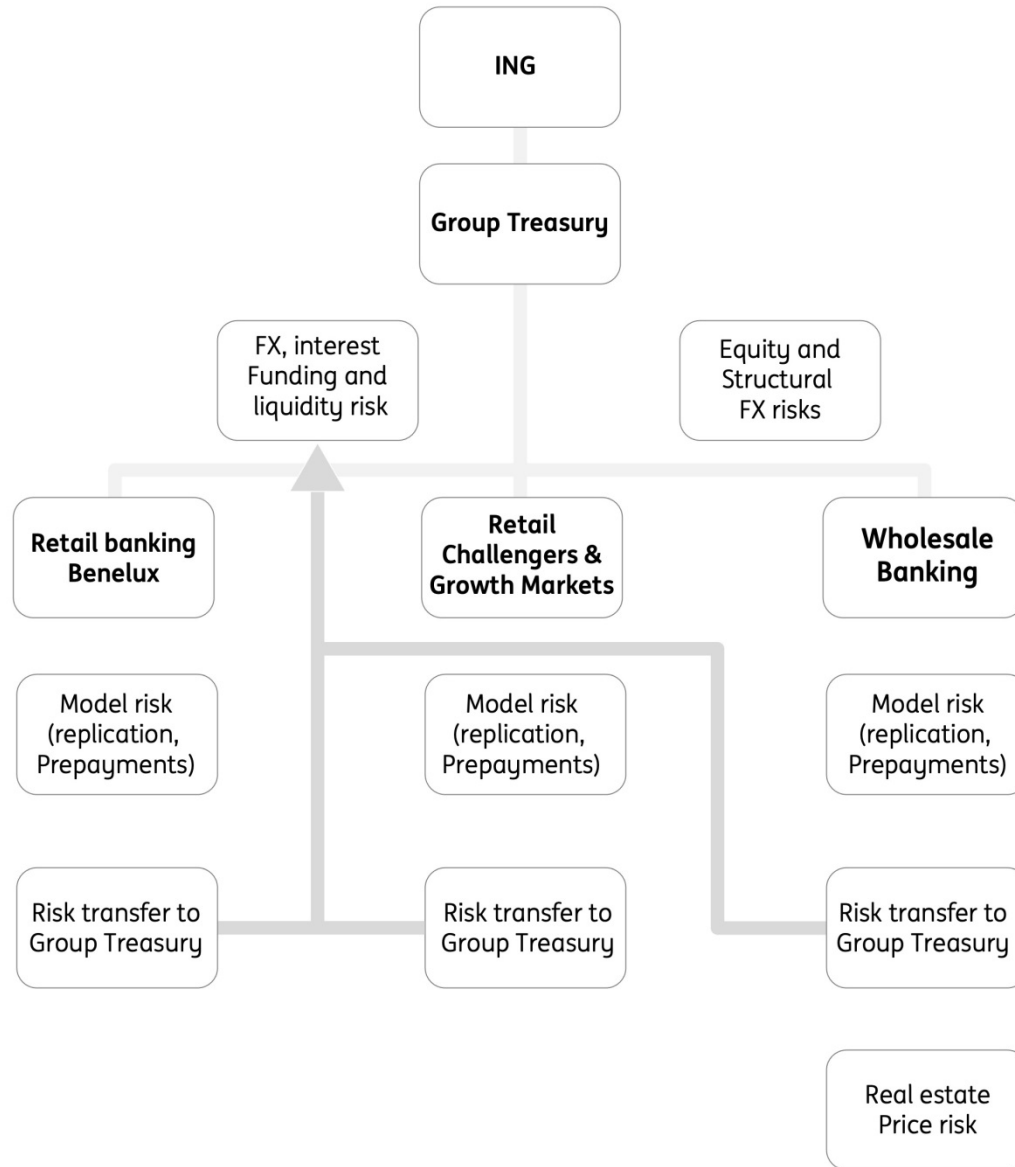 ING
Group Treasury
FX, interest
Funding and
liquidity risk
Equity and
Structural
FX risks
Retail banking
Benelux
Retail
Challengers &
Growth Markets
Wholesale
Banking
Model risk
(replication,
Prepayments)
Model risk
(replication,
Prepayments)
Model risk
(replication,
Prepayments)
Risk transfer to
Group Treasury
Risk transfer to
Group Treasury
Risk transfer to
Group Treasury
Real estate
Price risk